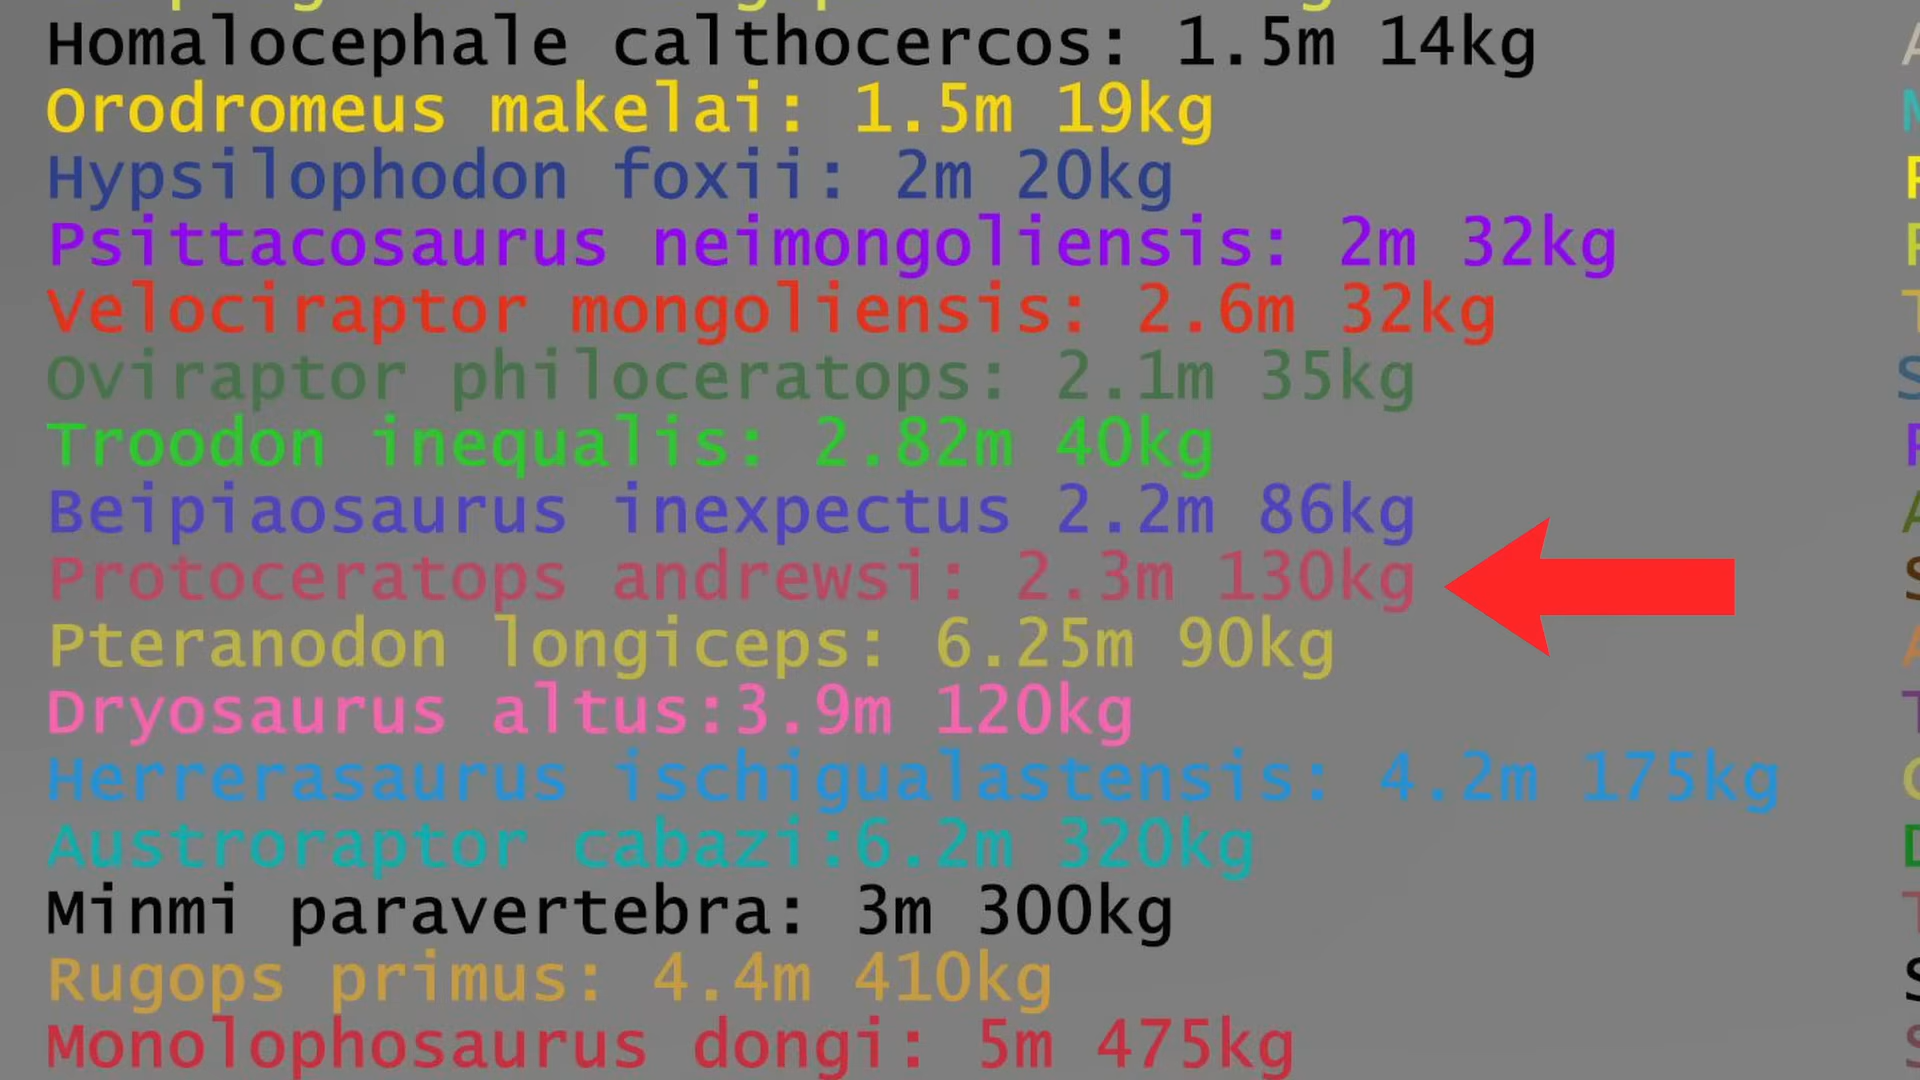 Homalocephale calthocercos: 1.5m 14kg
Orodromeus makelai: 1.5m 19kg
Hypsilophodon foxii: 2m 20kg
Psittacosaurus neimongoliensis: 2m 32kg
Velociraptor mongoliensis: 2.6m 32kg
Oviraptor philoceratops: 2.1m 35kg
Troodon inequalis: 2.82m 40kg
Beipiaosaurus inexpectus 2.2m 86kg
Protoceratops andrewsi: 2.3m 130kg
Pteranodon longiceps: 6.25m 90kg
Dryosaurus altus:3.9m 120kg
Herrerasaurus ischigualastensis: 4.2m 175kg
Austroraptor cabazi:6.2m 320kg
Minmi paravertebra: 3m 300kg
Rugops primus: 4.4m 410kg
Monolophosaurus dongi: 5m 475kg